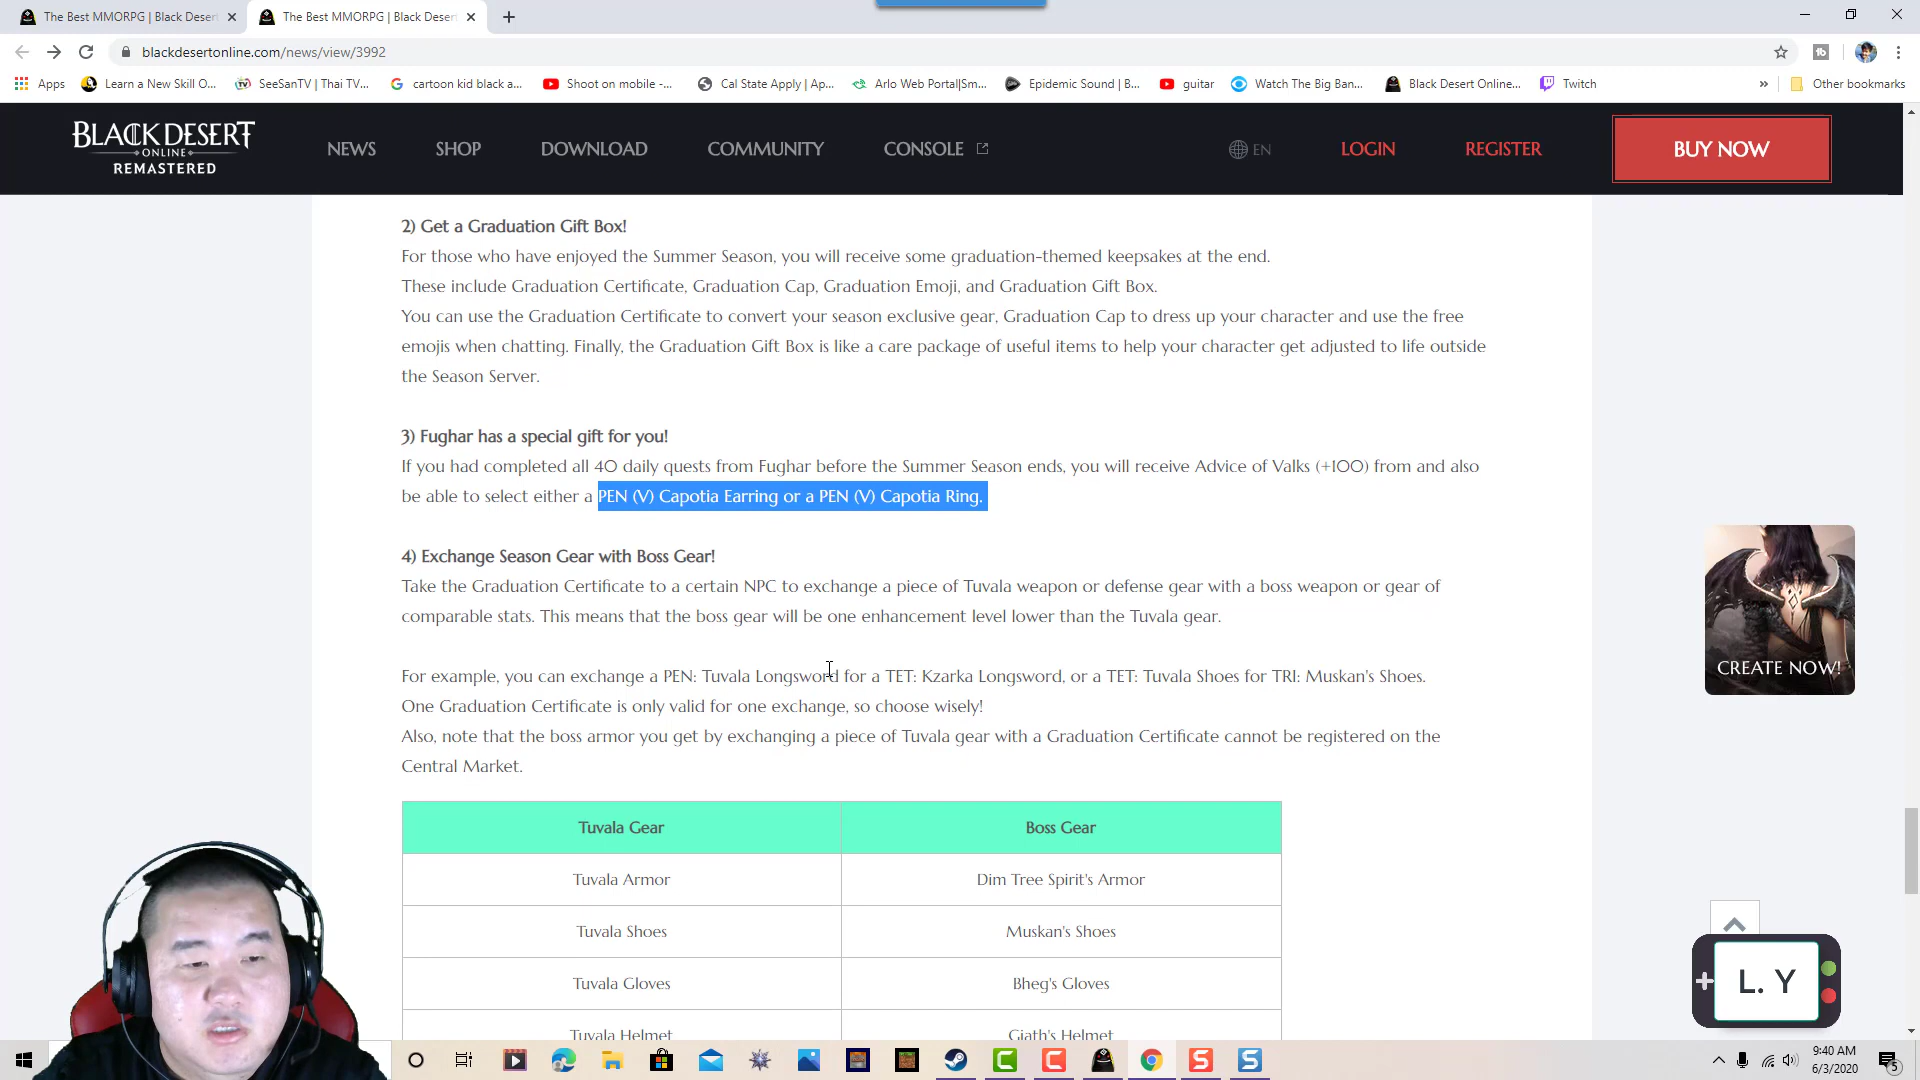 The Best MMORPG | Black Desert
The Best MMORPG | Black Desert
blackdesertonline.com/news/view/3992
Apps
Learn a New Skill O...
SeeSanTV | Thai TV...
cartoon kid black a...
Shoot on mobile -...
Cal State Apply | Ap...
Arlo Web Portal|Sm...
Epidemic Sound | B...
guitar
Watch The Big Ban...
Black Desert Online...
Twitch
»
Other bookmarks
BLACK DESERT
ONLINE
REMASTERED
NEWS
SHOP
DOWNLOAD
COMMUNITY
CONSOLE
EN
LOGIN
REGISTER
BUY NOW
2) Get a Graduation Gift Box!
For those who have enjoyed the Summer Season, you will receive some graduation-themed keepsakes at the end.
These include Graduation Certificate, Graduation Cap, Graduation Emoji, and Graduation Gift Box.
You can use the Graduation Certificate to convert your season exclusive gear, Graduation Cap to dress up your character and use the free
emojis when chatting. Finally, the Graduation Gift Box is like a care package of useful items to help your character get adjusted to life outside
the Season Server.
3) Fughar has a special gift for you!
If you had completed all 40 daily quests from Fughar before the Summer Season ends, you will receive Advice of Valks (+100) from and also
be able to select either a PEN (V) Capotia Earring or a PEN (V) Capotia Ring.
4) Exchange Season Gear with Boss Gear!
Take the Graduation Certificate to a certain NPC to exchange a piece of Tuvala weapon or defense gear with a boss weapon or gear of
comparable stats. This means that the boss gear will be one enhancement level lower than the Tuvala gear.
For example, you can exchange a PEN: Tuvala Longsword for a TET: Kzarka Longsword, or a TET: Tuvala Shoes for TRI: Muskan's Shoes.
One Graduation Certificate is only valid for one exchange, so choose wisely!
Also, note that the boss armor you get by exchanging a piece of Tuvala gear with a Graduation Certificate cannot be registered on the
Central Market.
Tuvala Gear
Boss Gear
Tuvala Armor
Dim Tree Spirit's Armor
Tuvala Shoes
Muskan's Shoes
Tuvala Gloves
Bheg's Gloves
Tuvala Helmet
Giath's Helmet
CREATE NOW!
L. Y
9:40 AM
6/3/2020
5